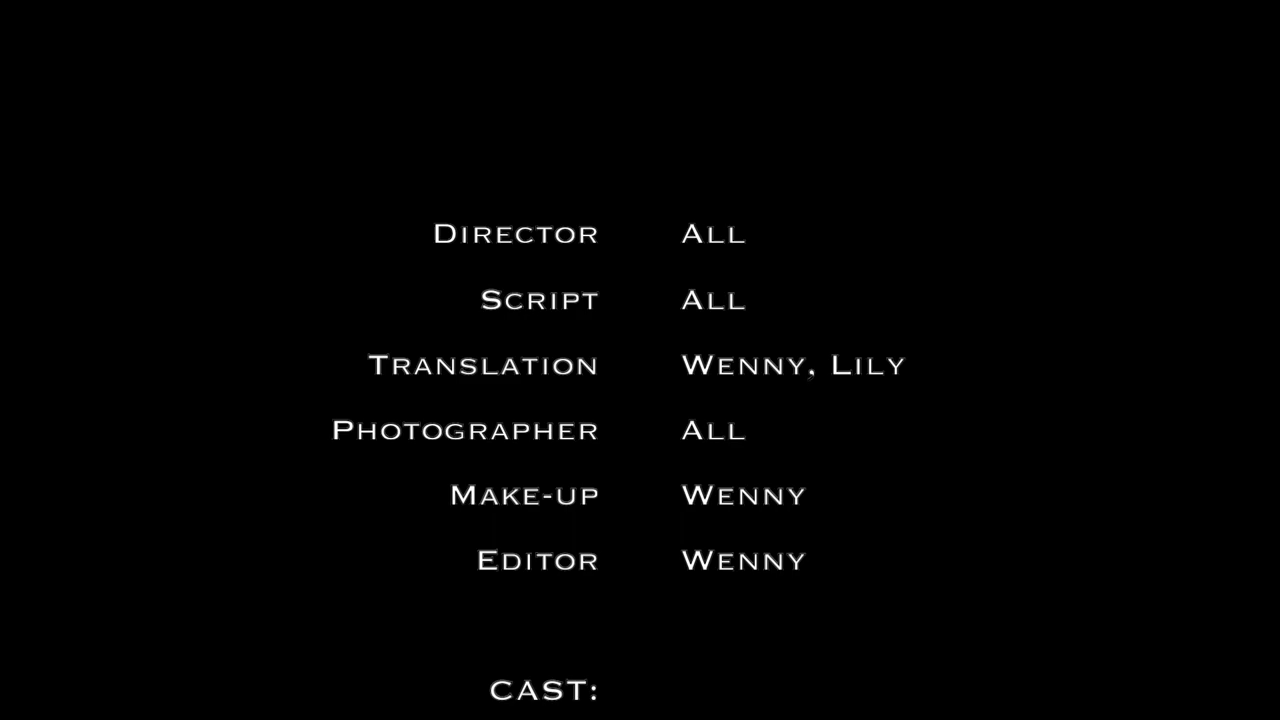 Director All
Script All
Translation Wenny, Lily
Photographer All
Make-up Wenny
Editor Wenny
CAST: